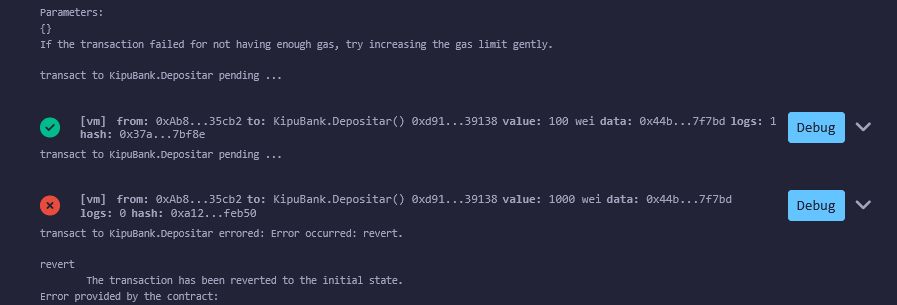 Parameters:
{}
If the transaction failed for not having enough gas, try increasing the gas limit gently.
transact to KipuBank.Depositar pending ...
[vm] from: 0xAb8...35cb2 to: KipuBank.Depositar() 0xd91...39138 value: 100 wei data: 0x44b...7f7bd logs: 1
hash: 0x37a...7bf8e
Debug
transact to KipuBank.Depositar pending ...
[vm] from: 0xAb8...35cb2 to: KipuBank.Depositar() 0xd91...39138 value: 1000 wei data: 0x44b...7f7bd
logs: 0 hash: 0xa12...feb50
Debug
transact to KipuBank.Depositar errored: Error occurred: revert.
revert
The transaction has been reverted to the initial state.
Error provided by the contract: